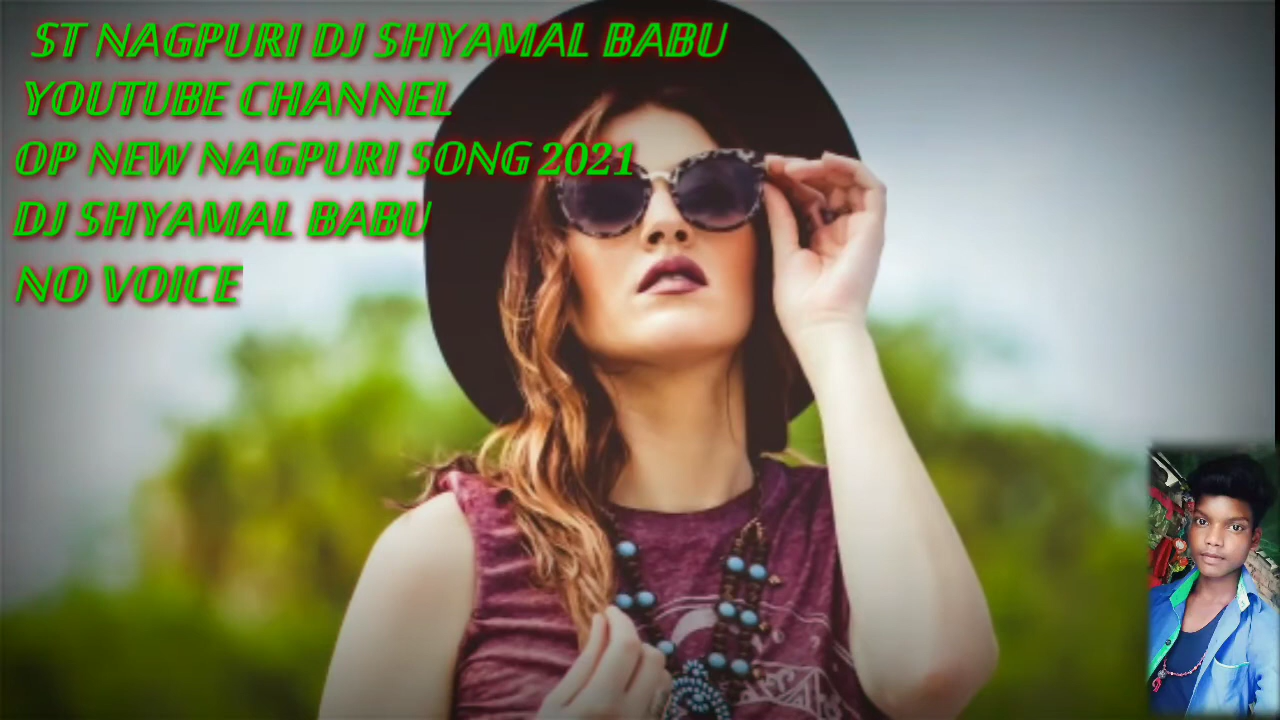 ST NAGPURI DJ SHYAMAL BABU
YOUTUBE CHANNEL
OP NEW NAGPURI SONG 2021
DJ SHYAMAL BABU
NO VOICE